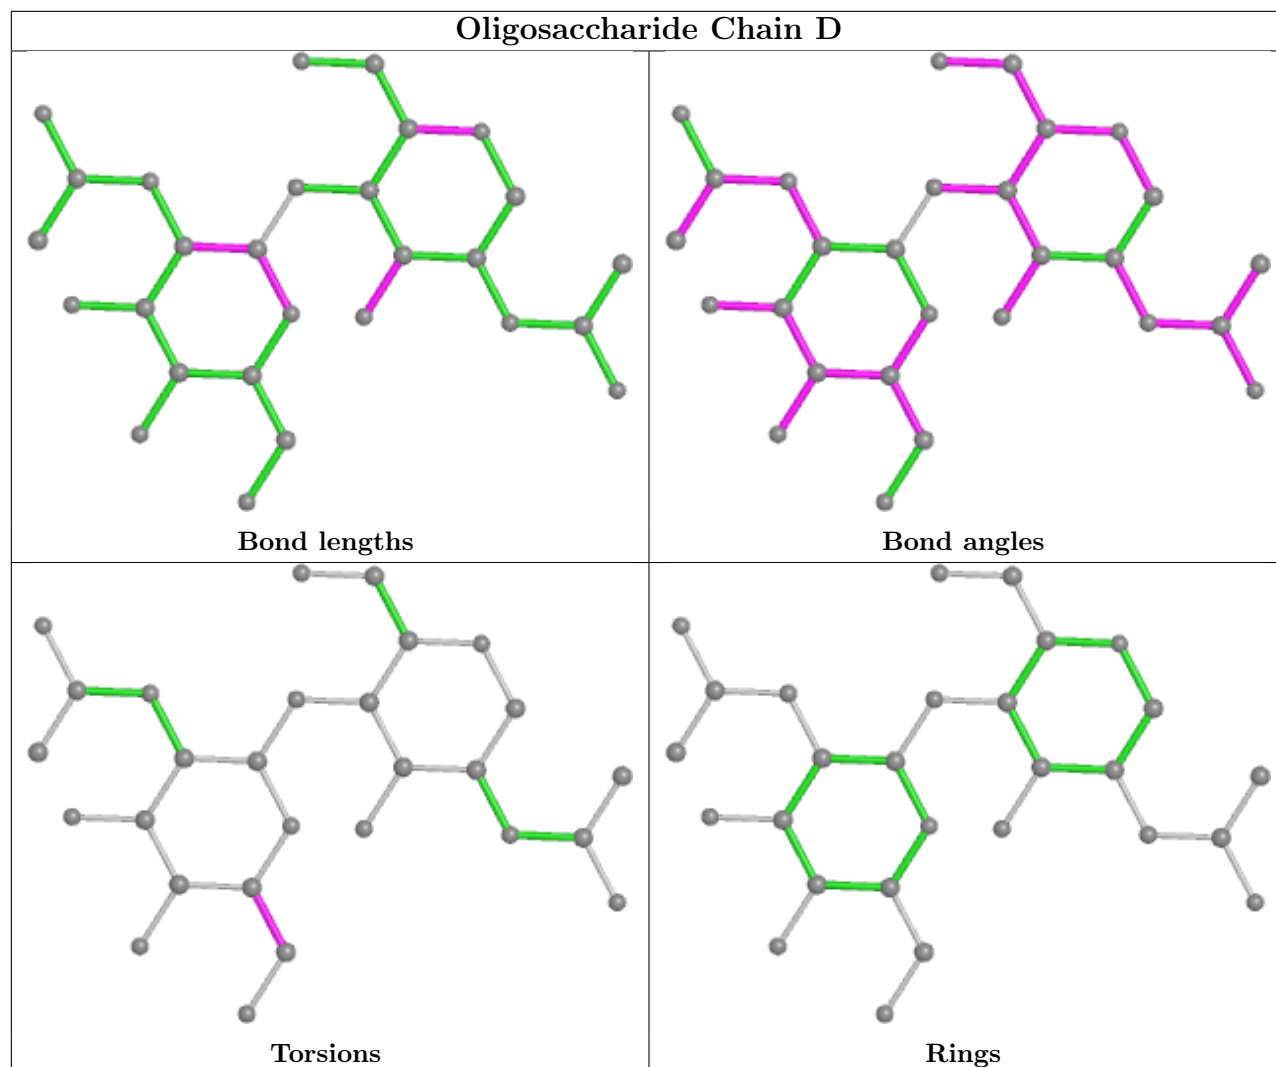 Oligosaccharide Chain D
Bond lengths
Bond angles
Torsions
Rings